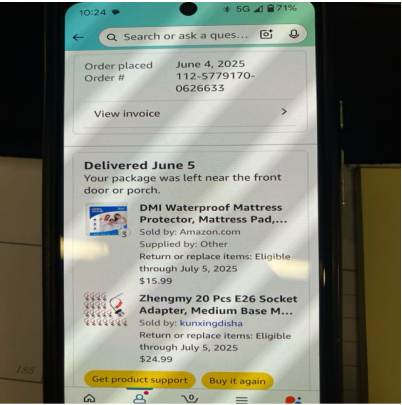 10:24
5G 71%
Search or ask a ques...
Order placed June 4, 2025
Order # 112-5779170-
0626633
View invoice
Delivered June 5
Your package was left near the front
door or porch.
DMI Waterproof Mattress
Protector, Mattress Pad,...
Sold by: Amazon.com
Supplied by: Other
Return or replace items: Eligible
through July 5, 2025
$15.99
3
Zhengmy 20 Pcs E26 Socket
Adapter, Medium Base M...
Sold by: kunxingdisha
Return or replace items: Eligible
through July 5, 2025
$24.99
Get product support
Buy it again
0
185